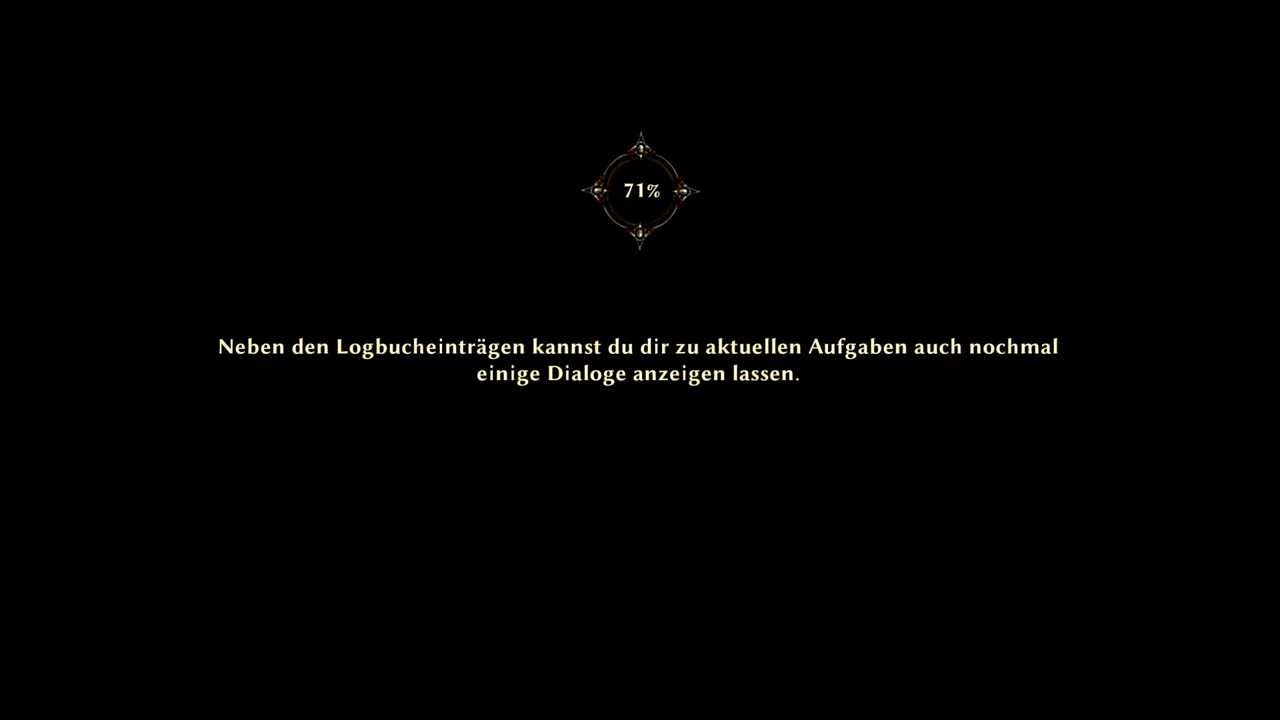 71%
Neben den Logbucheinträgen kannst du dir zu aktuellen Aufgaben auch nochmal
einige Dialoge anzeigen lassen.